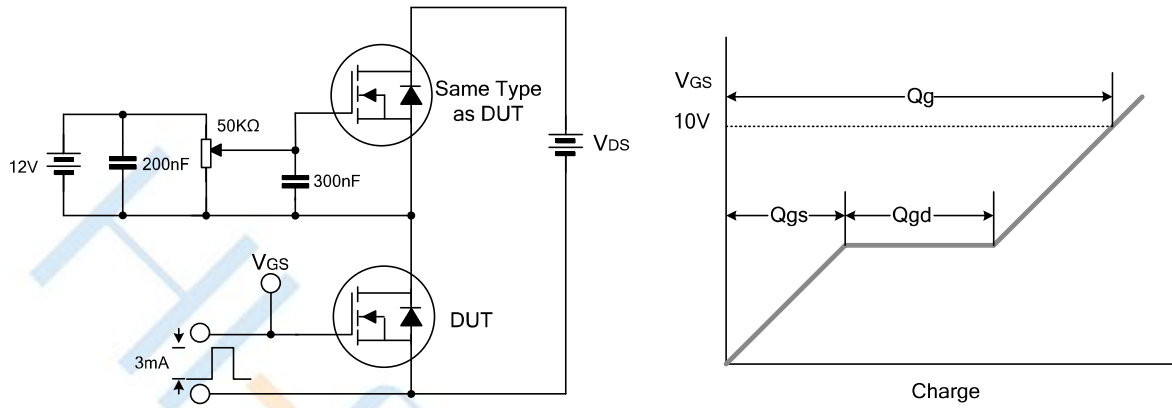 12V
200nF
50KΩ
300nF
Same Type
as DUT
VDS
VGS
DUT
3mA
VGS
10V
Qg
Qgs
Qgd
Charge